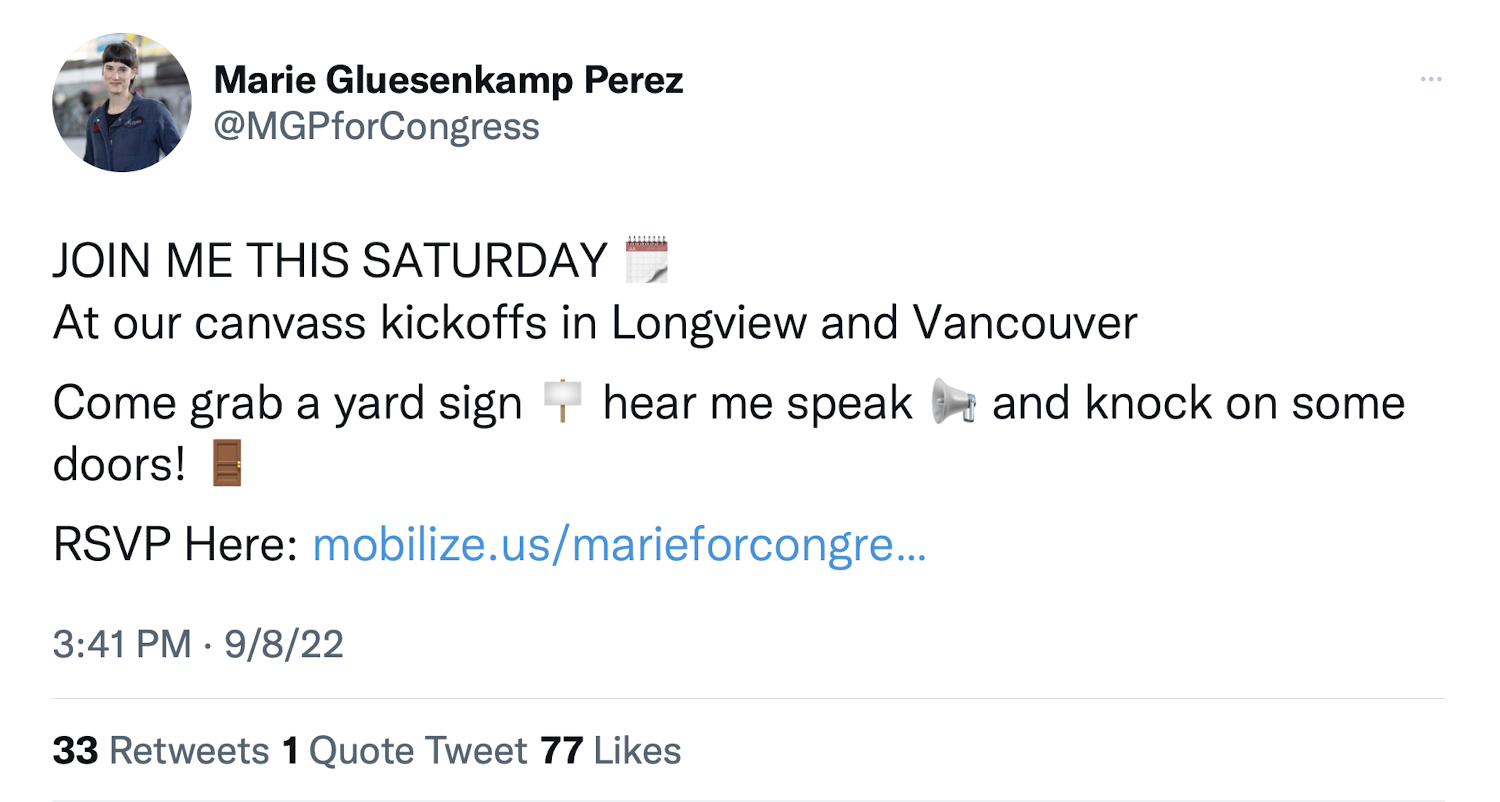 Marie Gluesenkamp Perez
@MGPforCongress
JOIN ME THIS SATURDAY 🗓️
At our canvass kickoffs in Longview and Vancouver
Come grab a yard sign 🪧 hear me speak 📢 and knock on some
doors! 🚪
RSVP Here: mobilize.us/marieforcongre…
3:41 PM · 9/8/22
33 Retweets 1 Quote Tweet 77 Likes